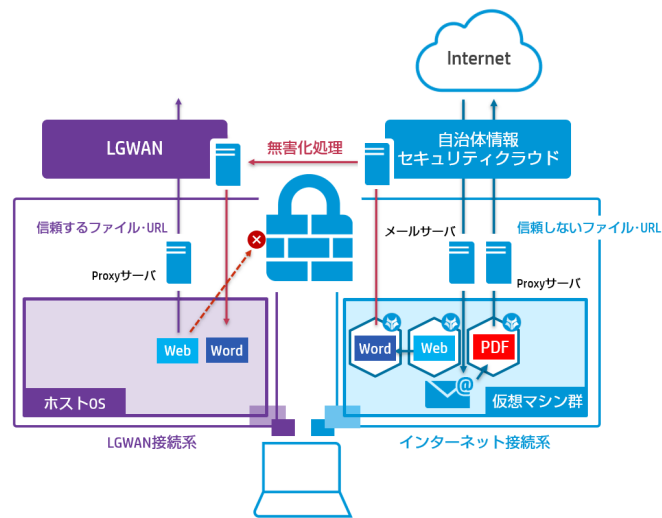 Internet
LGWAN
無害化処理
自治体情報
セキュリティクラウド
信頼するファイル・URL
メールサーバ
信頼しないファイル・URL
Proxyサーバ
Proxyサーバ
Web
Word
Word
Web
PDF
@
ホストOS
仮想マシン群
LGWAN接続系
インターネット接続系